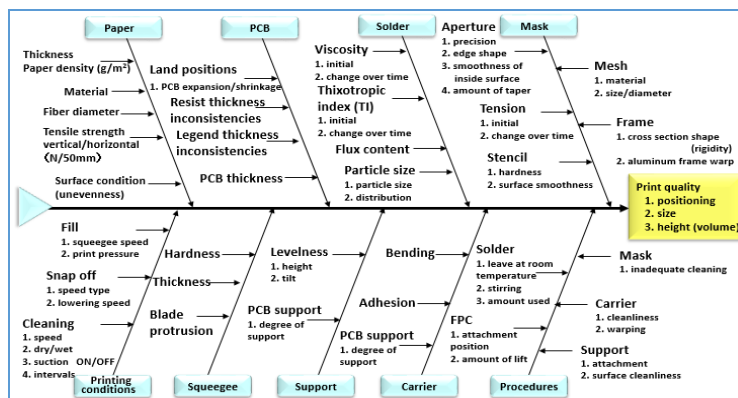 Paper
PCB
Solder
Mask
Thickness
Paper density (g/m²)
Material
Fiber diameter
Tensile strength
vertical/horizontal
(N/50mm)
Surface condition
(unevenness)
Land positions
1. PCB expansion/shrinkage
Resist thickness
inconsistencies
Legend thickness
inconsistencies
PCB thickness
Viscosity
1. initial
2. change over time
Thixotropic
index (TI)
1. initial
2. change over time
Flux content
Particle size
1. particle size
2. distribution
Aperture
1. precision
2. edge shape
3. smoothness of
inside surface
4. amount of taper
Tension
1. initial
2. change over time
Stencil
1. hardness
2. surface smoothness
Mesh
1. material
2. size/diameter
Frame
1. cross section shape
(rigidity)
2. aluminum frame warp
Print quality
1. positioning
2. size
3. height (volume)
Fill
1. squeegee speed
2. print pressure
Snap off
1. speed type
2. lowering speed
Cleaning
1. speed
2. dry/wet
3. suction ON/OFF
4. intervals
Hardness
Thickness
Blade
protrusion
Levelness
1. height
2. tilt
PCB support
1. degree of
support
Bending
Adhesion
PCB support
1. degree of
support
Solder
1. leave at room
temperature
2. stirring
3. amount used
FPC
1. attachment
position
2. amount of lift
Mask
1. inadequate cleaning
Carrier
1. cleanliness
2. warping
Support
1. attachment
2. surface cleanliness
Printing
conditions
Squeegee
Support
Carrier
Procedures